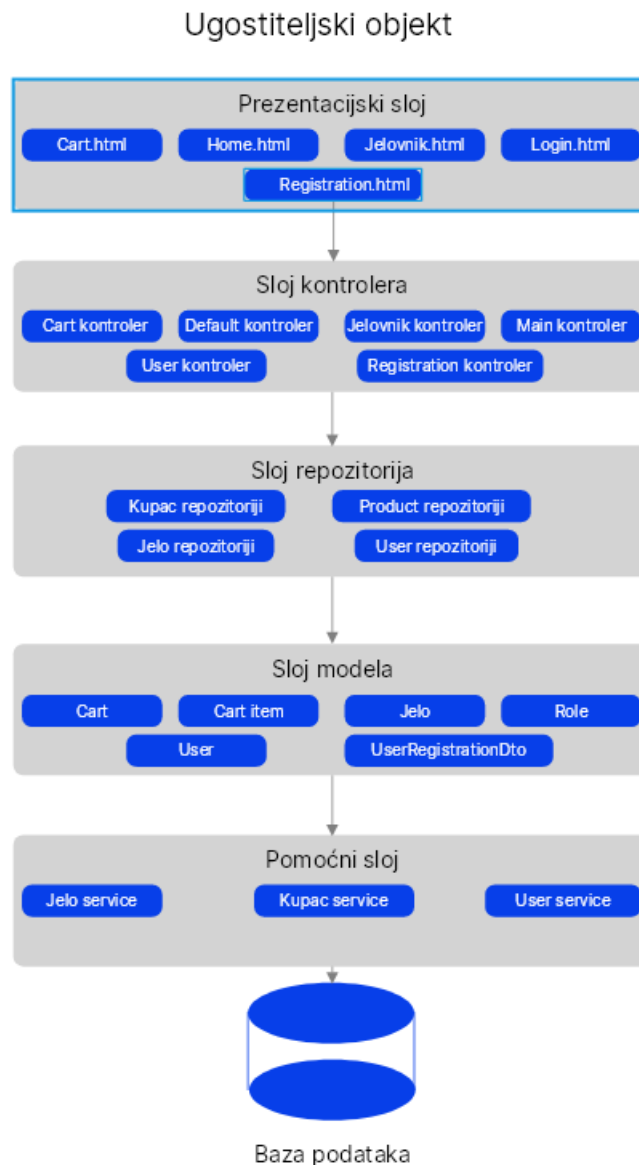 Ugostiteljski objekt
Prezentacijski sloj
Cart.html Home.html Jelovnik.html Login.html
Registration.html
Sloj kontrolera
Cart kontroler Default kontroler Jelovnik kontroler Main kontroler
User kontroler Registration kontroler
Sloj repozitorija
Kupac repozitoriji Product repozitoriji
Jelo repozitoriji User repozitoriji
Sloj modela
Cart Cart item Jelo Role
User UserRegistrationDto
Pomoćni sloj
Jelo service Kupac service User service
Baza podataka